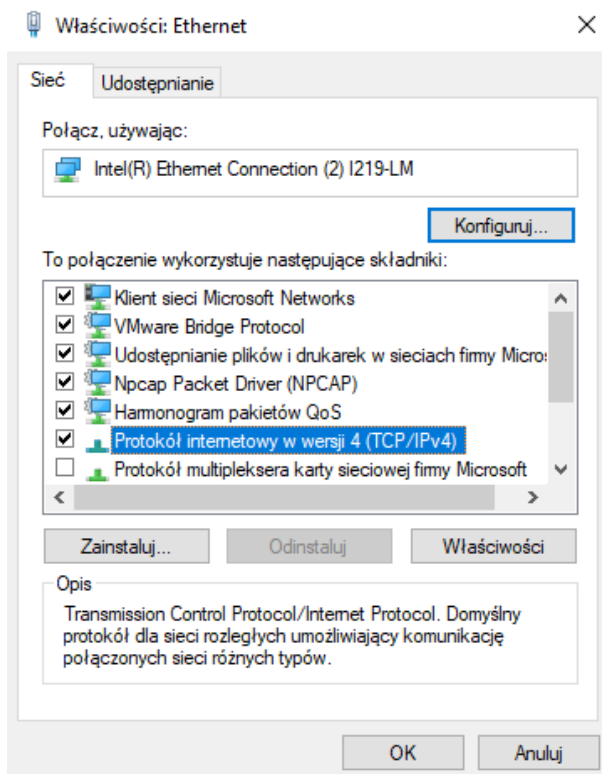 Właściwości: Ethernet
Sieć
Udostępnianie
Połącz, używając:
Intel(R) Ethernet Connection (2) I219-LM
Konfiguruj...
To połączenie wykorzystuje następujące składniki:
Klient sieci Microsoft Networks
VMware Bridge Protocol
Udostępnianie plików i drukarek w sieciach firmy Micro
Npcap Packet Driver (NPCAP)
Harmonogram pakietów QoS
Protokół internetowy w wersji 4 (TCP/IPv4)
Protokół multipleksera karty sieciowej firmy Microsoft
Zainstaluj...
Odinstaluj
Właściwości
Opis
Transmission Control Protocol/Internet Protocol. Domyślny
protokół dla sieci rozległych umożliwiający komunikację
połączonych sieci różnych typów.
OK
Anuluj